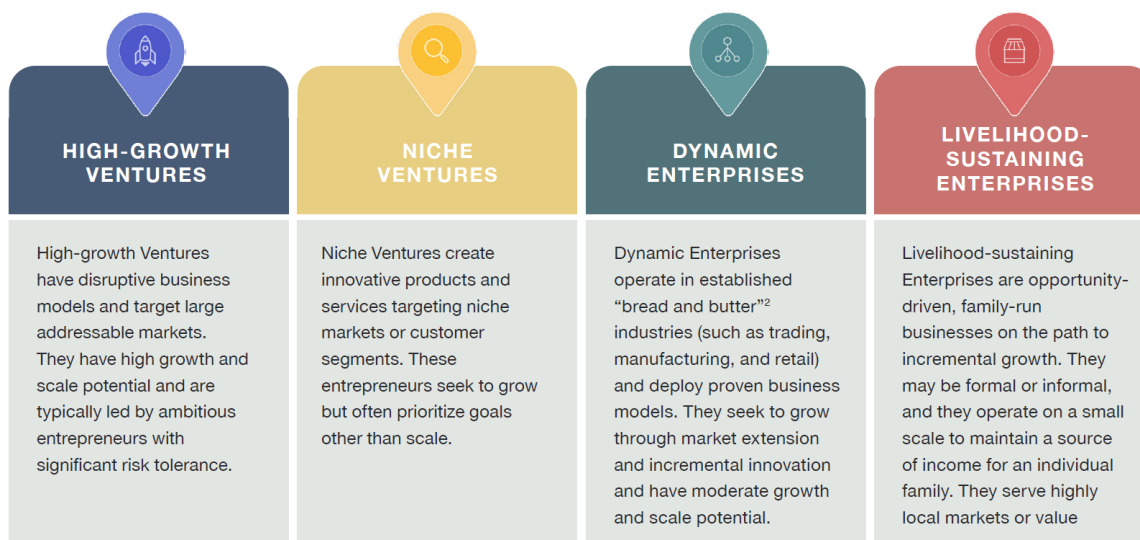 HIGH-GROWTH
VENTURES
High-growth Ventures
have disruptive business
models and target large
addressable markets.
They have high growth and
scale potential and are
typically led by ambitious
entrepreneurs with
significant risk tolerance.
NICHE
VENTURES
Niche Ventures create
innovative products and
services targeting niche
markets or customer
segments. These
entrepreneurs seek to grow
but often prioritize goals
other than scale.
DYNAMIC
ENTERPRISES
Dynamic Enterprises
operate in established
“bread and butter”²
industries (such as trading,
manufacturing, and retail)
and deploy proven business
models. They seek to grow
through market extension
and incremental innovation
and have moderate growth
and scale potential.
LIVELIHOOD-
SUSTAINING
ENTERPRISES
Livelihood-sustaining
Enterprises are opportunity-
driven, family-run
businesses on the path to
incremental growth. They
may be formal or informal,
and they operate on a small
scale to maintain a source
of income for an individual
family. They serve highly
local markets or value